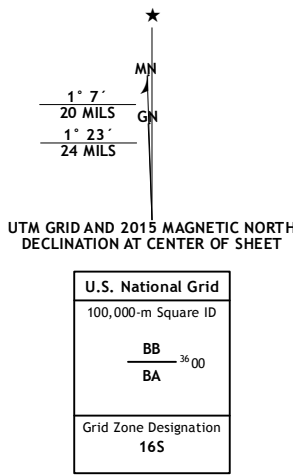 ★
MN
1° 7´
20 MILS
GN
1° 23´
24 MILS
UTM GRID AND 2015 MAGNETIC NORTH
DECLINATION AT CENTER OF SHEET
U.S. National Grid
100,000-m Square ID
BB
3600
BA
Grid Zone Designation
16S